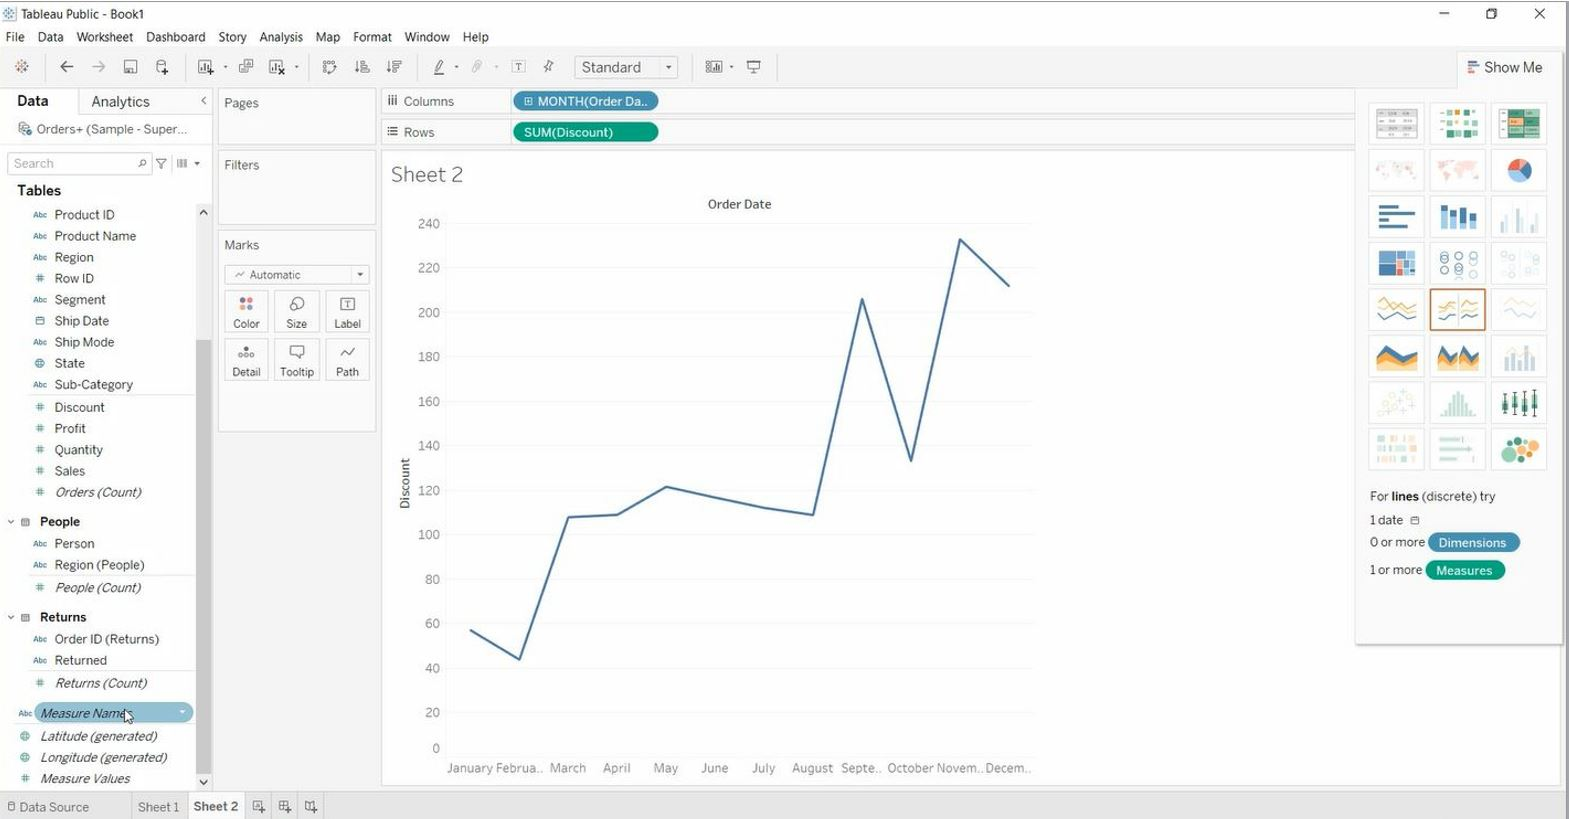 Tableau Public - Book1
File Data Worksheet Dashboard Story Analysis Map Format Window Help
Standard
Show Me
Data Analytics
Orders+ (Sample - Super...
Search
Tables
Product ID
Product Name
Region
Row ID
Segment
Ship Date
Ship Mode
State
Sub-Category
Discount
Profit
Quantity
Sales
Orders (Count)
People
Person
Region (People)
People (Count)
Returns
Order ID (Returns)
Returned
Returns (Count)
Measure Names
Latitude (generated)
Longitude (generated)
Measure Values
Pages
Filters
Marks
Automatic
Color Size Label
Detail Tooltip Path
Columns MONTH(Order Da..
Rows SUM(Discount)
Sheet 2
Order Date
240
220
200
180
160
140
120
100
80
60
40
20
0
Discount
January Februa.. March April May June July August Septe.. October Novem.. Decem..
For lines (discrete) try
1 date
0 or more Dimensions
1 or more Measures
Data Source Sheet 1 Sheet 2